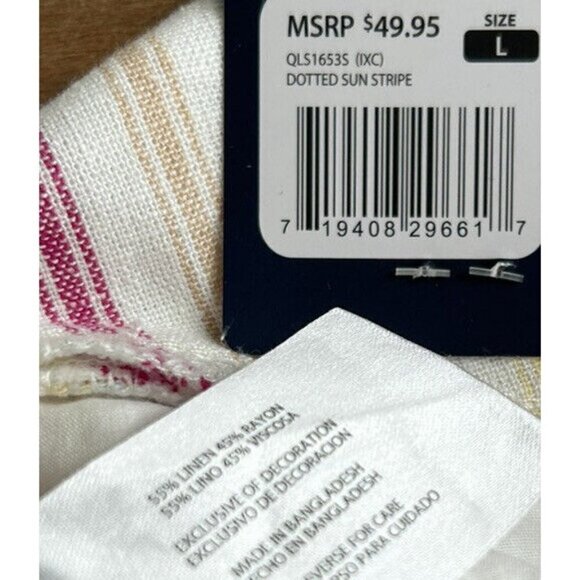 MSRP $49.95
SIZE
L
QLS1653S (IXC)
DOTTED SUN STRIPE
7 19408 29661 7
55% LINEN 45% RAYON
55% LINO 45% VISCOSA
EXCLUSIVE OF DECORATION
EXCLUSIVO DE DECORACION
MADE IN BANGLADESH
HECHO EN BANGLADESH
REVERSE FOR CARE
PARA CUIDADO